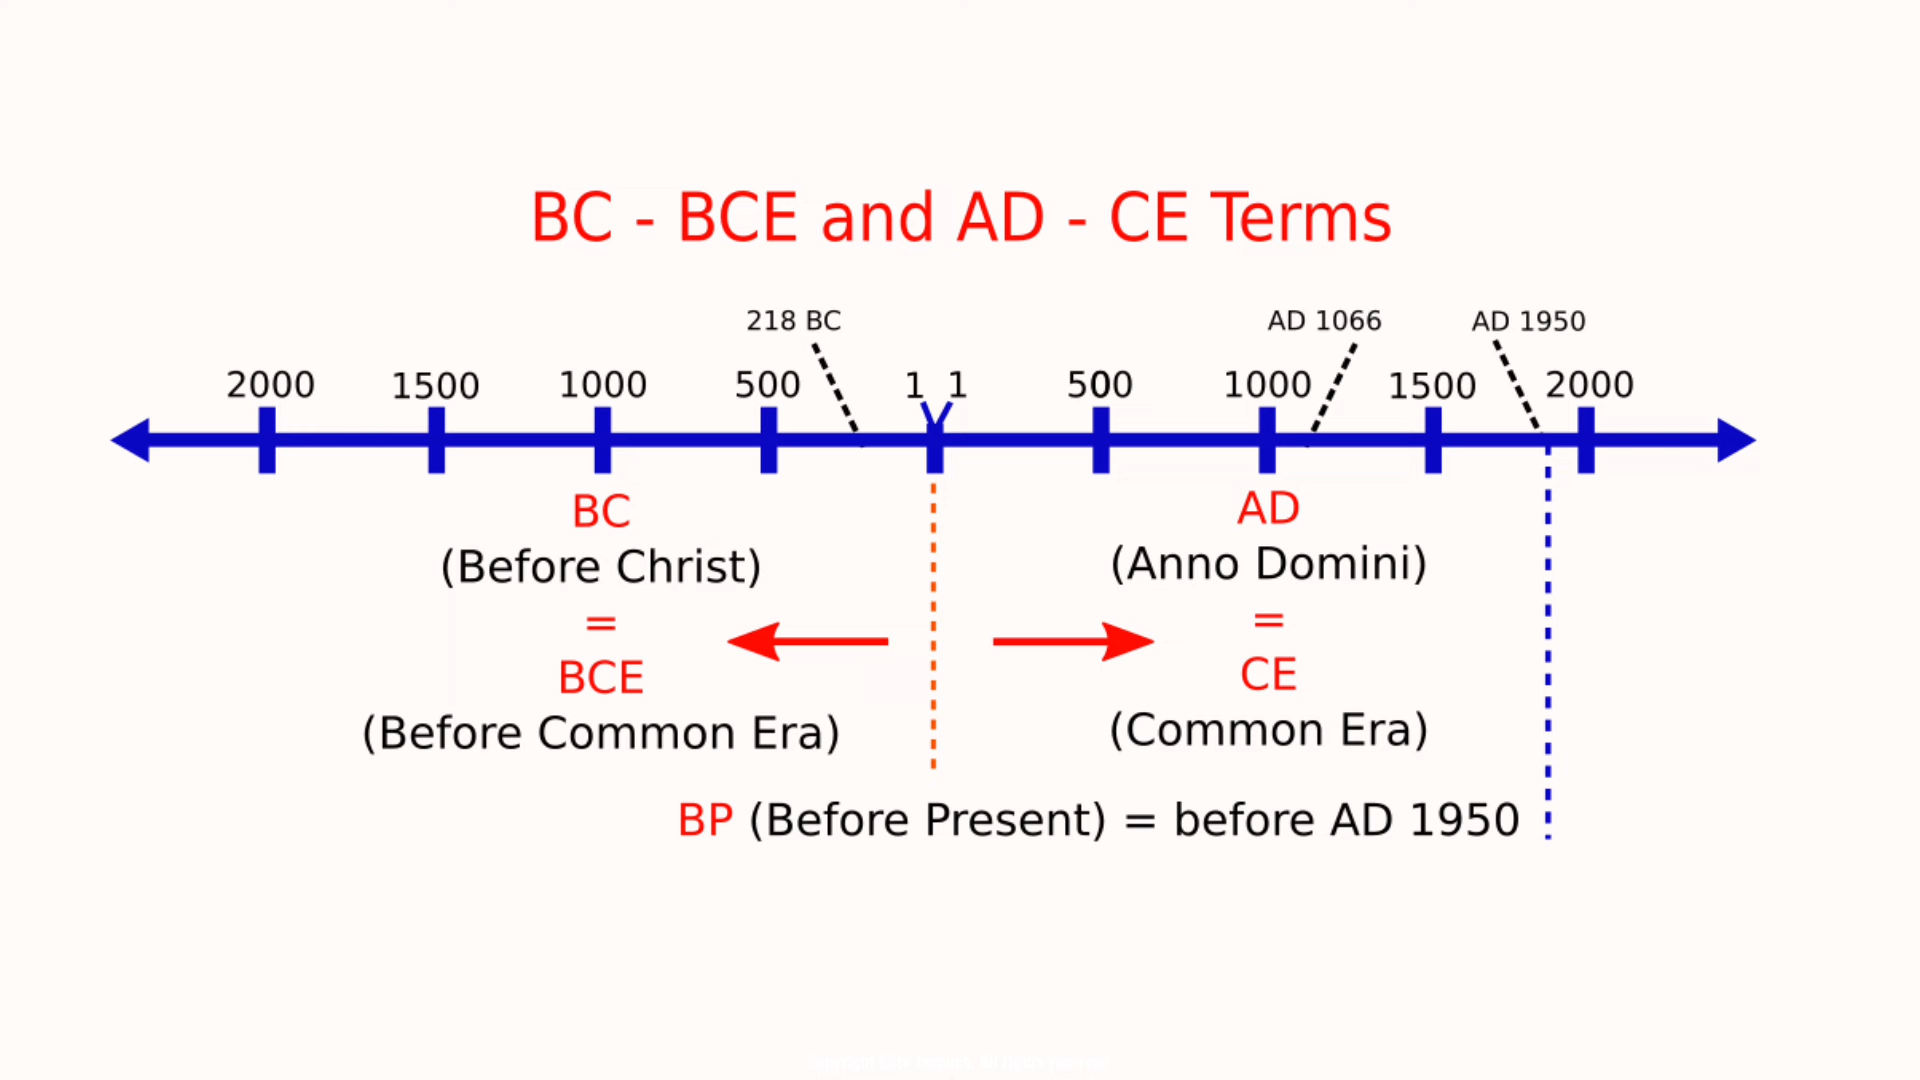 BC - BCE and AD - CE Terms
218 BC AD 1066 AD 1950
2000 1500 1000 500 1 1 500 1000 1500 2000
BC
(Before Christ)
=
BCE
(Before Common Era)
AD
(Anno Domini)
=
CE
(Common Era)
BP (Before Present) = before AD 1950